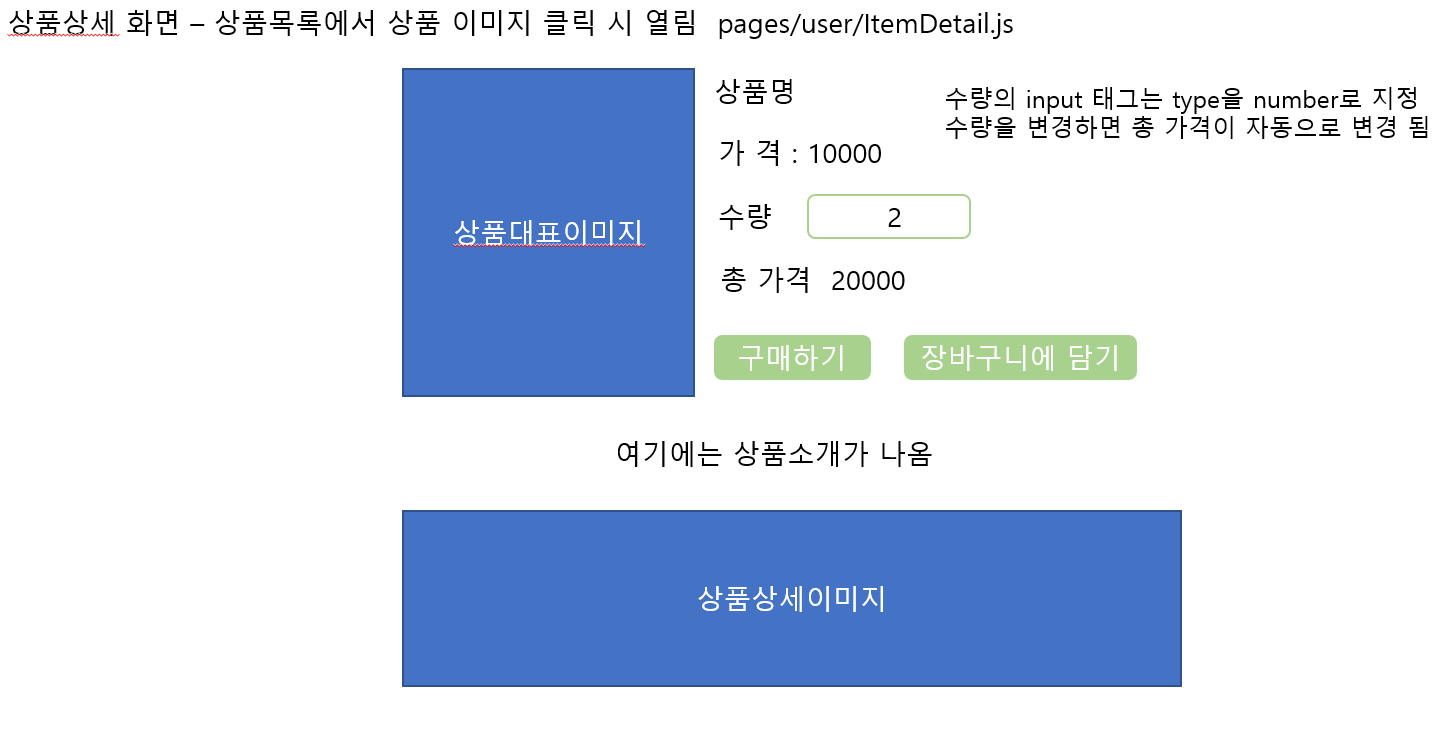 상품상세 화면 – 상품목록에서 상품 이미지 클릭 시 열림 pages/user/ItemDetail.js
상품대표이미지
상품명
수량의 input 태그는 type을 number로 지정
수량을 변경하면 총 가격이 자동으로 변경 됨
가 격 : 10000
수량 2
총 가격 20000
구매하기 장바구니에 담기
여기에는 상품소개가 나옴
상품상세이미지